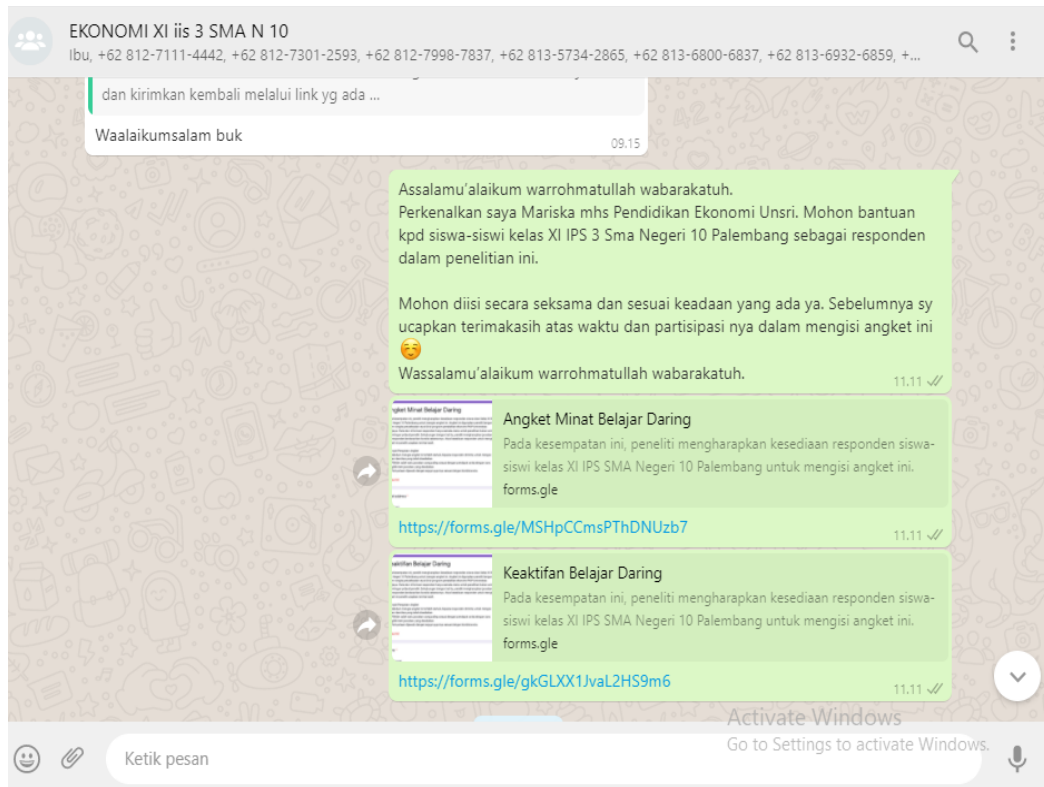 EKONOMI XI iis 3 SMA N 10
Ibu, +62 812-7111-4442, +62 812-7301-2593, +62 812-7998-7837, +62 813-5734-2865, +62 813-6800-6837, +62 813-6932-6859, +...
dan kirimkan kembali melalui link yg ada ...
Waalaikumsalam buk
09.15
Assalamu'alaikum warrohmatullah wabarakatuh.
Perkenalkan saya Mariska mhs Pendidikan Ekonomi Unsri. Mohon bantuan
kpd siswa-siswi kelas XI IPS 3 Sma Negeri 10 Palembang sebagai responden
dalam penelitian ini.
Mohon diisi secara seksama dan sesuai keadaan yang ada ya. Sebelumnya sy
ucapkan terimakasih atas waktu dan partisipasi nya dalam mengisi angket ini
☺️
Wassalamu'alaikum warrohmatullah wabarakatuh.
11.11
Angket Minat Belajar Daring
Pada kesempatan ini, peneliti mengharapkan kesediaan responden siswa-
siswi kelas XI IPS SMA Negeri 10 Palembang untuk mengisi angket ini.
forms.gle
https://forms.gle/MSHpCCmsPThDNUzb7
11.11
Keaktifan Belajar Daring
Pada kesempatan ini, peneliti mengharapkan kesediaan responden siswa-
siswi kelas XI IPS SMA Negeri 10 Palembang untuk mengisi angket ini.
forms.gle
https://forms.gle/gkGLXX1JvaL2HS9m6
11.11
Activate Windows
Go to Settings to activate Windows.
Ketik pesan